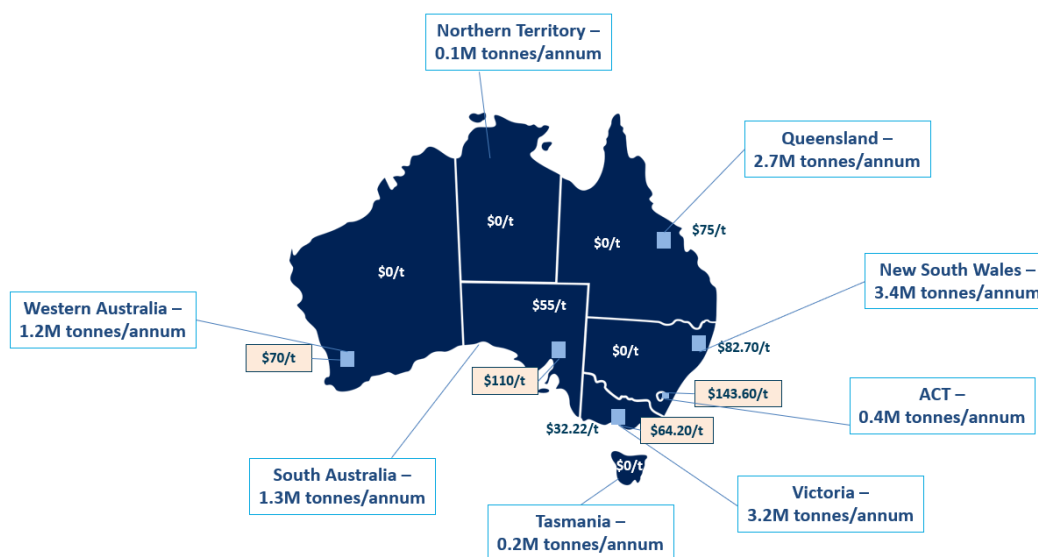 Northern Territory –
0.1M tonnes/annum
Queensland –
2.7M tonnes/annum
$0/t
$0/t
$75/t
$0/t
New South Wales –
3.4M tonnes/annum
Western Australia –
1.2M tonnes/annum
$55/t
$82.70/t
$0/t
$70/t
$110/t
$143.60/t
ACT –
0.4M tonnes/annum
$32.22/t
$64.20/t
$0/t
South Australia –
1.3M tonnes/annum
Victoria –
3.2M tonnes/annum
Tasmania –
0.2M tonnes/annum